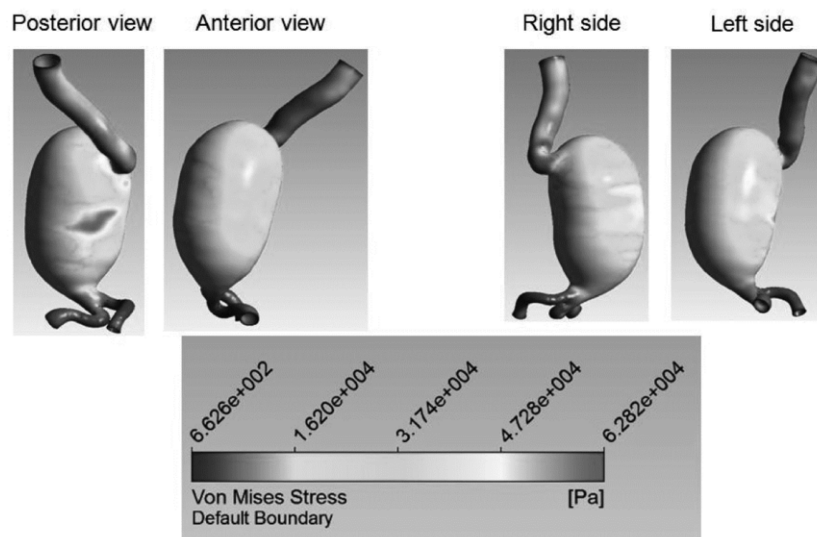 Posterior view
Anterior view
Right side
Left side
6.626e+002
1.620e+004
3.174e+004
4.728e+004
6.282e+004
Von Mises Stress
[Pa]
Default Boundary